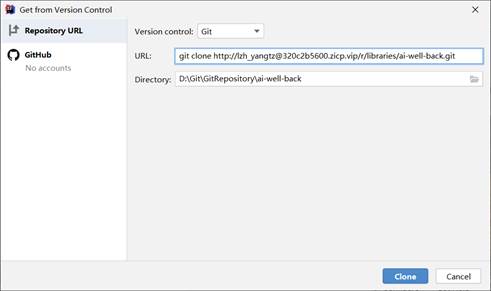 Get from Version Control
Repository URL
GitHub
No accounts
Version control: Git
URL: git clone http://lzh_yangtz@320c2b5600.zicp.vip/r/libraries/ai-well-back.git
Directory: D:\Git\GitRepository\ai-well-back
Clone
Cancel